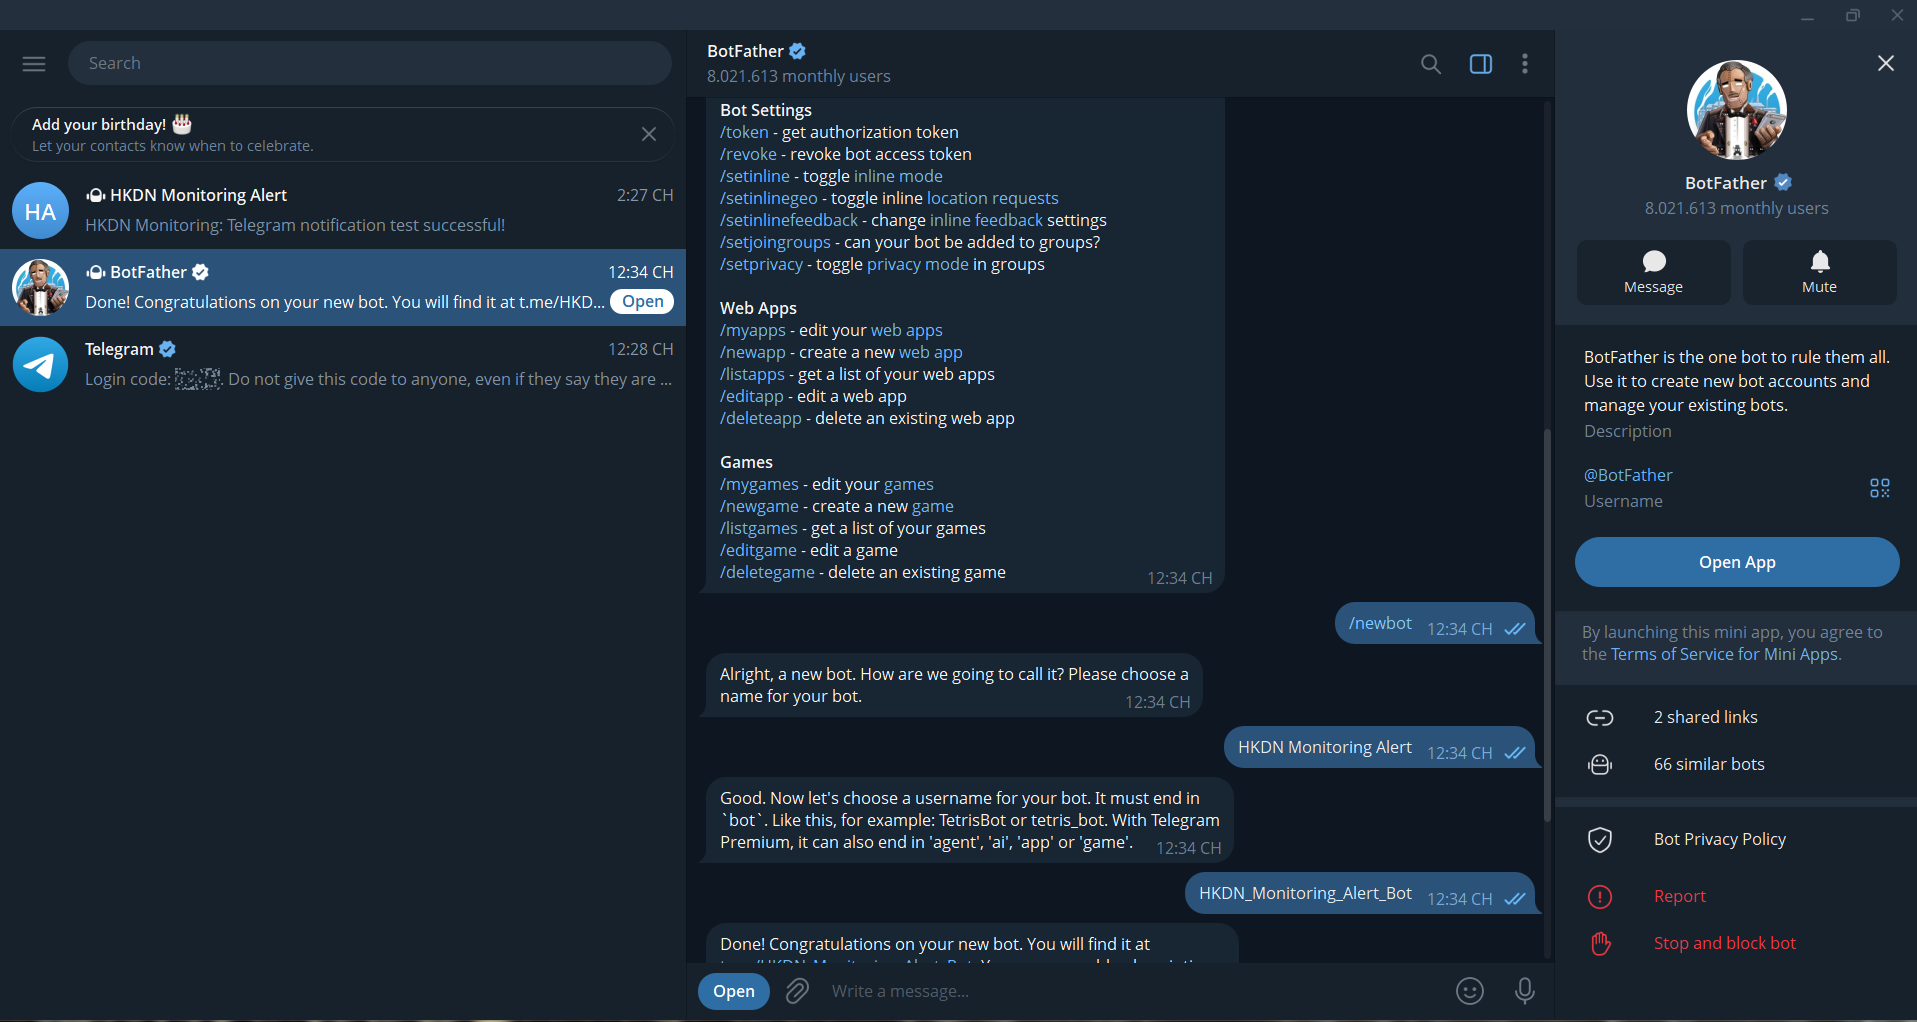 Search
Add your birthday! 🎂
Let your contacts know when to celebrate.
HA
HKDN Monitoring Alert 2:27 CH
HKDN Monitoring: Telegram notification test successful!
BotFather 12:34 CH
Done! Congratulations on your new bot. You will find it at t.me/HKD... Open
Telegram 12:28 CH
Login code: . Do not give this code to anyone, even if they say they are ...
BotFather
8.021.613 monthly users
Bot Settings
/token - get authorization token
/revoke - revoke bot access token
/setinline - toggle inline mode
/setinlinegeo - toggle inline location requests
/setinlinefeedback - change inline feedback settings
/setjoingroups - can your bot be added to groups?
/setprivacy - toggle privacy mode in groups
Web Apps
/myapps - edit your web apps
/newapp - create a new web app
/listapps - get a list of your web apps
/editapp - edit a web app
/deleteapp - delete an existing web app
Games
/mygames - edit your games
/newgame - create a new game
/listgames - get a list of your games
/editgame - edit a game
/deletegame - delete an existing game
12:34 CH
/newbot 12:34 CH
Alright, a new bot. How are we going to call it? Please choose a
name for your bot. 12:34 CH
HKDN Monitoring Alert 12:34 CH
Good. Now let's choose a username for your bot. It must end in
`bot`. Like this, for example: TetrisBot or tetris_bot. With Telegram
Premium, it can also end in 'agent', 'ai', 'app' or 'game'. 12:34 CH
HKDN_Monitoring_Alert_Bot 12:34 CH
Done! Congratulations on your new bot. You will find it at
Open
Write a message...
BotFather
8.021.613 monthly users
Message
Mute
BotFather is the one bot to rule them all.
Use it to create new bot accounts and
manage your existing bots.
Description
@BotFather
Username
Open App
By launching this mini app, you agree to
the Terms of Service for Mini Apps.
2 shared links
66 similar bots
Bot Privacy Policy
Report
Stop and block bot